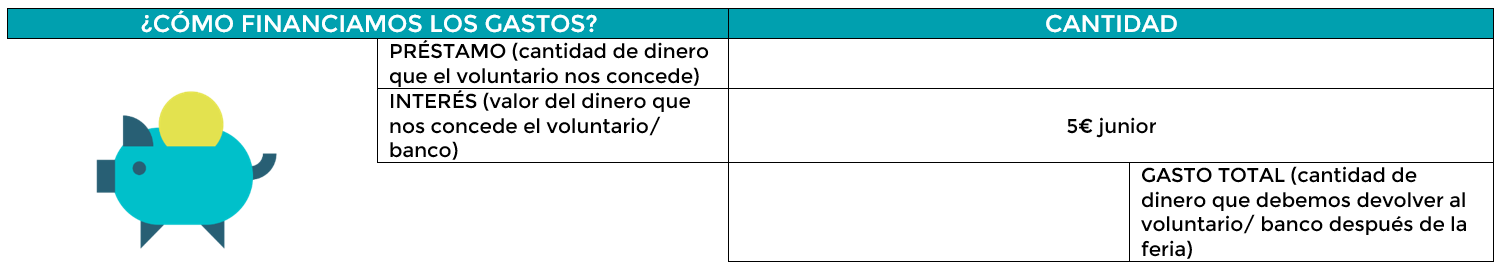 ¿CÓMO FINANCIAMOS LOS GASTOS?
CANTIDAD
PRÉSTAMO (cantidad de dinero
que el voluntario nos concede)
INTERÉS (valor del dinero que
nos concede el voluntario/
banco)
5€ junior
GASTO TOTAL (cantidad de
dinero que debemos devolver al
voluntario/ banco después de la
feria)